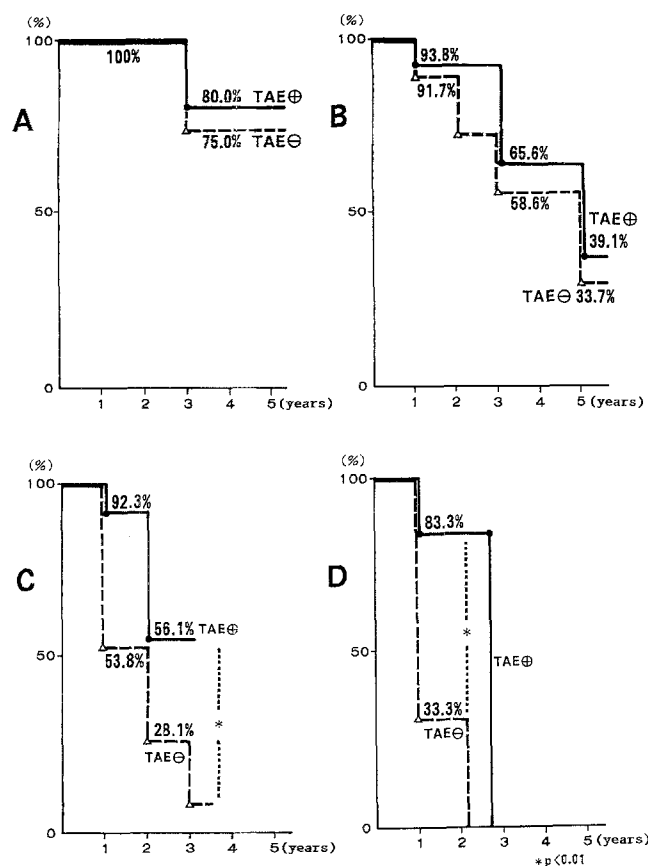 (%)
100
100%
80.0% TAE⊕
75.0% TAE⊖
A
50
0
1 2 3 4 5 (years)
(%)
100
93.8%
91.7%
B
65.6%
58.6%
50
TAE⊕
39.1%
TAE⊖ 33.7%
0
1 2 3 4 5 (years)
(%)
100
92.3%
C
56.1% TAE⊕
53.8%
50
28.1%
TAE⊖
*
0
1 2 3 4 5 (years)
(%)
100
83.3%
D
*
TAE⊕
50
33.3%
TAE⊖
0
1 2 3 4 5 (years)
*p<0.01